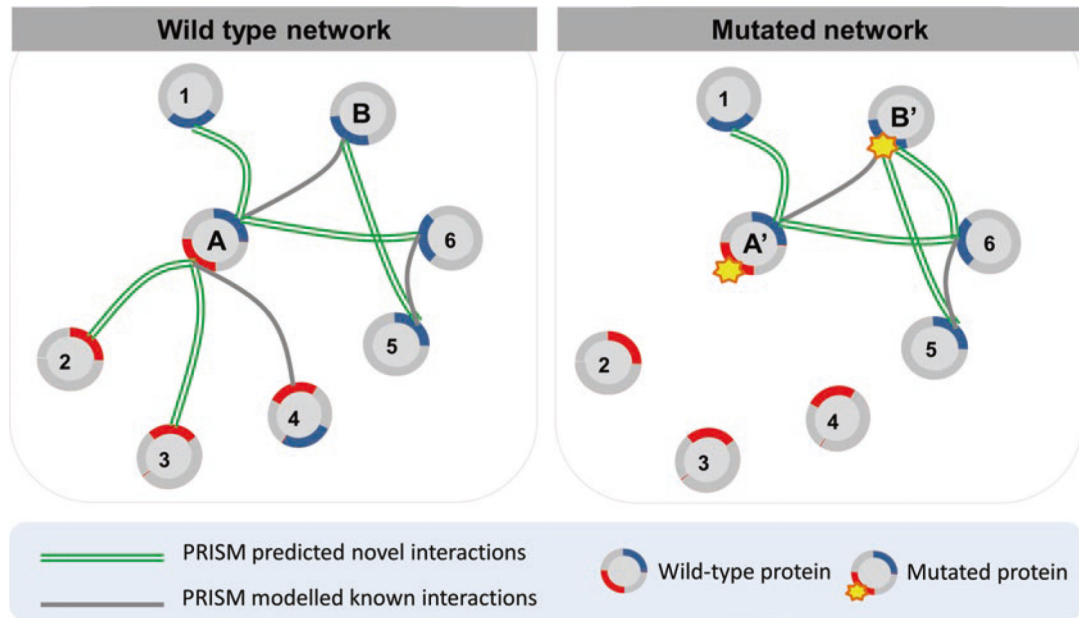 Wild type network
1
B
A
6
2
5
4
3
Mutated network
1
B’
A’
6
2
5
4
3
PRISM predicted novel interactions
PRISM modelled known interactions
Wild-type protein
Mutated protein